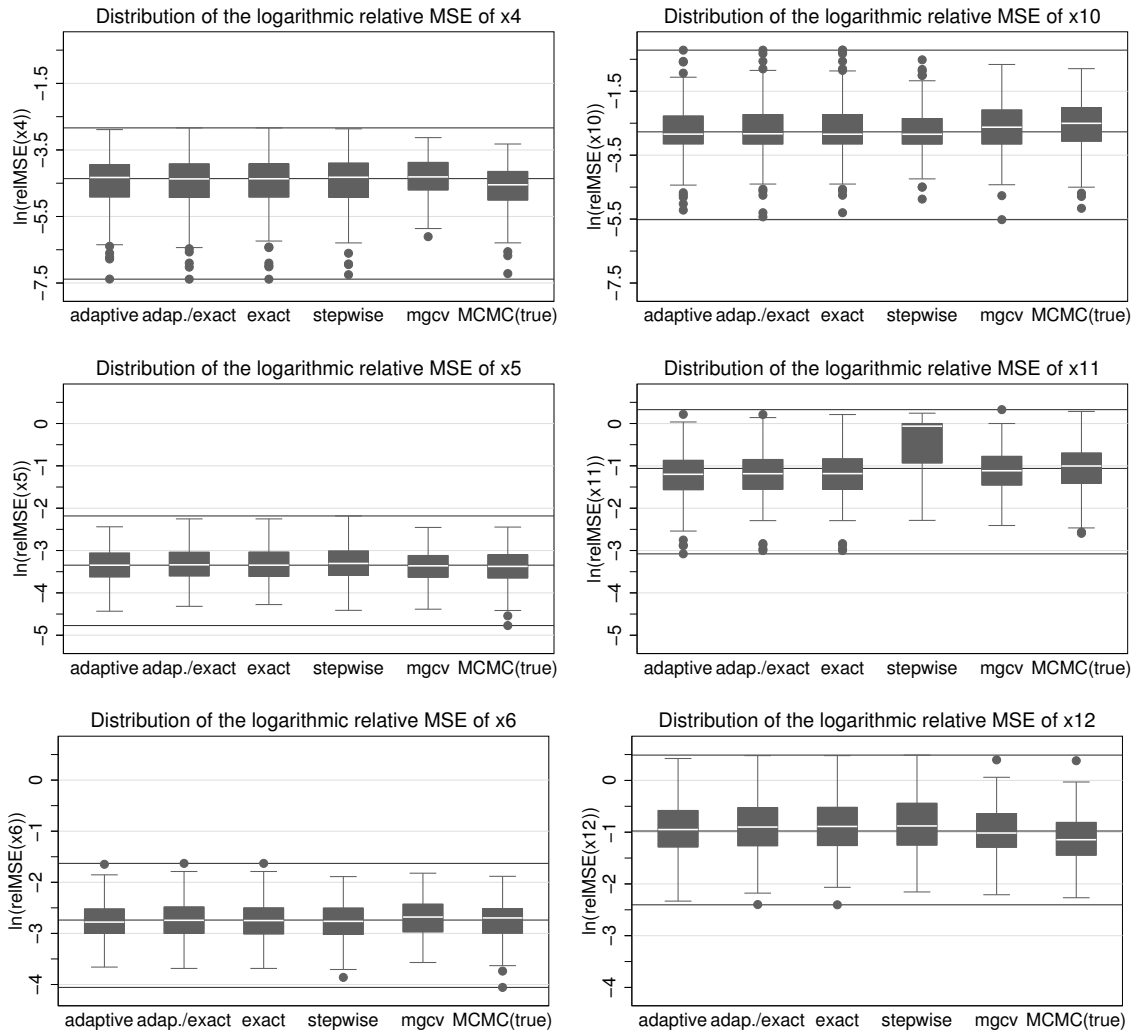 Distribution of the logarithmic relative MSE of x4
ln(relMSE(x4))
-1.5
-3.5
-5.5
-7.5
adaptive adap./exact exact stepwise mgcv MCMC(true)
Distribution of the logarithmic relative MSE of x10
ln(relMSE(x10))
-1.5
-3.5
-5.5
-7.5
adaptive adap./exact exact stepwise mgcv MCMC(true)
Distribution of the logarithmic relative MSE of x5
ln(relMSE(x5))
0
-1
-2
-3
-4
-5
adaptive adap./exact exact stepwise mgcv MCMC(true)
Distribution of the logarithmic relative MSE of x11
ln(relMSE(x11))
0
-1
-2
-3
-4
-5
adaptive adap./exact exact stepwise mgcv MCMC(true)
Distribution of the logarithmic relative MSE of x6
ln(relMSE(x6))
0
-1
-2
-3
-4
adaptive adap./exact exact stepwise mgcv MCMC(true)
Distribution of the logarithmic relative MSE of x12
ln(relMSE(x12))
0
-1
-2
-3
-4
adaptive adap./exact exact stepwise mgcv MCMC(true)